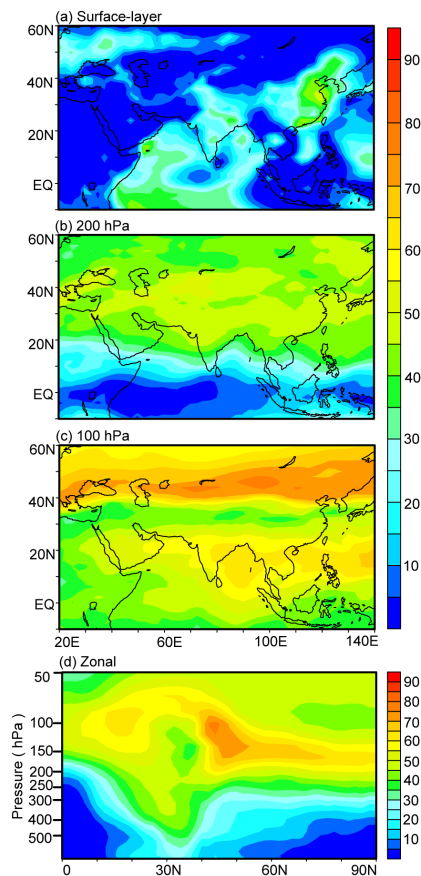 (a) Surface-layer
60N
40N
20N
EQ
(b) 200 hPa
60N
40N
20N
EQ
(c) 100 hPa
60N
40N
20N
EQ
20E 60E 100E 140E
90
80
70
60
50
40
30
20
10
(d) Zonal
50
100
150
200
250
300
400
500
Pressure ( hPa )
0 30N 60N 90N
90
80
70
60
50
40
30
20
10